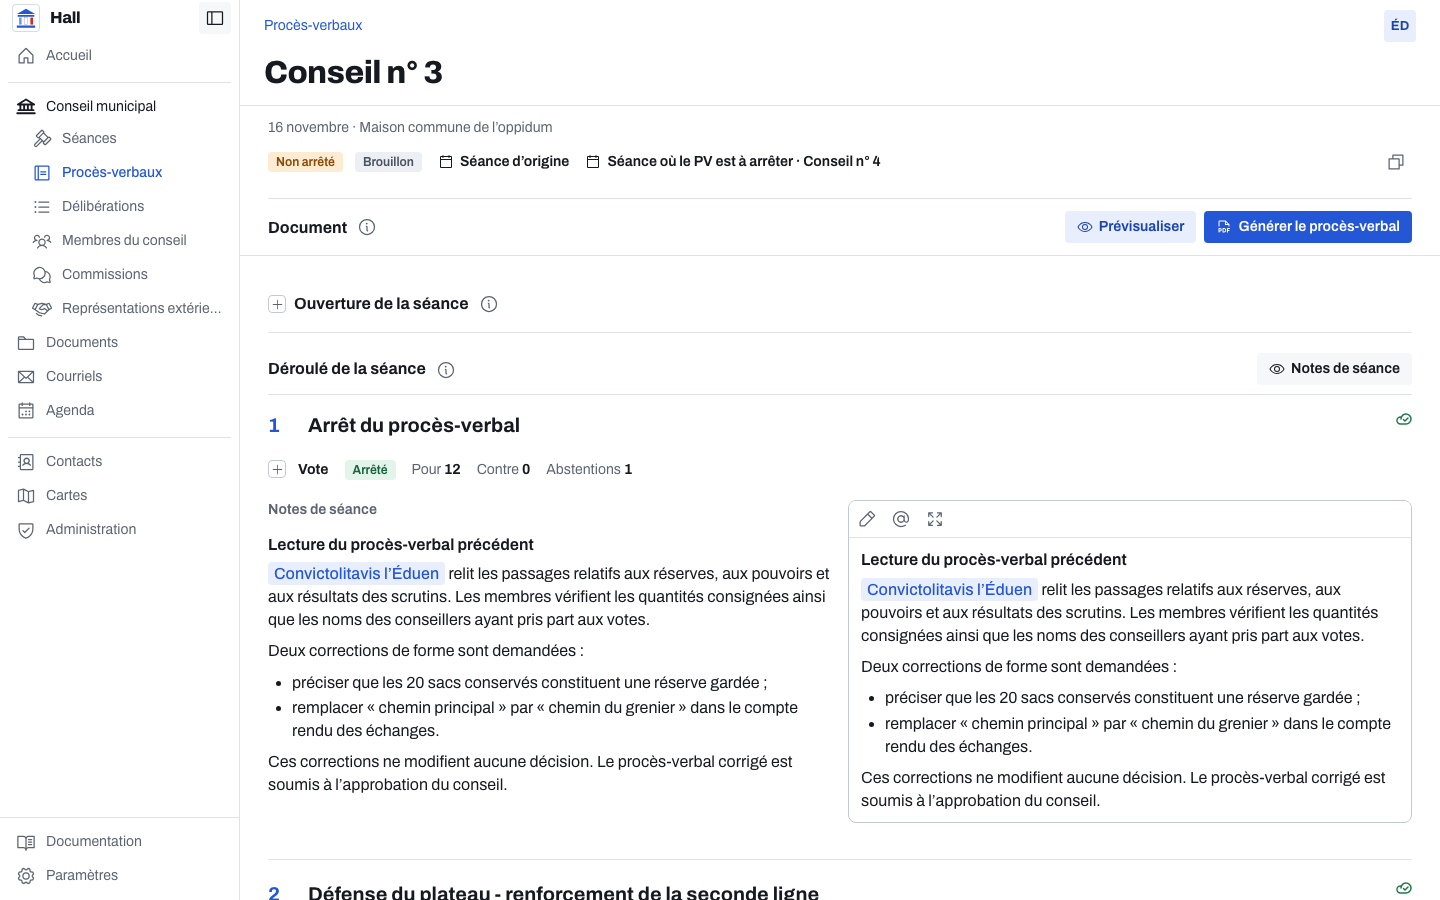 Hall
Accueil
Conseil municipal
Séances
Procès-verbaux
Délibérations
Membres du conseil
Commissions
Représentations extérie...
Documents
Courriels
Agenda
Contacts
Cartes
Administration
Documentation
Paramètres
Procès-verbaux
ÉD
Conseil n° 3
16 novembre · Maison commune de l’oppidum
Non arrêté Brouillon Séance d’origine Séance où le PV est à arrêter · Conseil n° 4
Document Prévisualiser PDF Générer le procès-verbal
Ouverture de la séance
Déroulé de la séance Notes de séance
1 Arrêt du procès-verbal
Vote Arrêté Pour 12 Contre 0 Abstentions 1
Notes de séance
Lecture du procès-verbal précédent
Convictolitavis l’Éduen relit les passages relatifs aux réserves, aux pouvoirs et
aux résultats des scrutins. Les membres vérifient les quantités consignées ainsi
que les noms des conseillers ayant pris part aux votes.
Deux corrections de forme sont demandées :
• préciser que les 20 sacs conservés constituent une réserve gardée ;
• remplacer « chemin principal » par « chemin du grenier » dans le compte
rendu des échanges.
Ces corrections ne modifient aucune décision. Le procès-verbal corrigé est
soumis à l’approbation du conseil.
Lecture du procès-verbal précédent
Convictolitavis l’Éduen relit les passages relatifs aux réserves, aux
pouvoirs et aux résultats des scrutins. Les membres vérifient les quantités
consignées ainsi que les noms des conseillers ayant pris part aux votes.
Deux corrections de forme sont demandées :
• préciser que les 20 sacs conservés constituent une réserve gardée ;
• remplacer « chemin principal » par « chemin du grenier » dans le compte
rendu des échanges.
Ces corrections ne modifient aucune décision. Le procès-verbal corrigé est
soumis à l’approbation du conseil.
2 Défense du plateau - renforcement de la seconde ligne